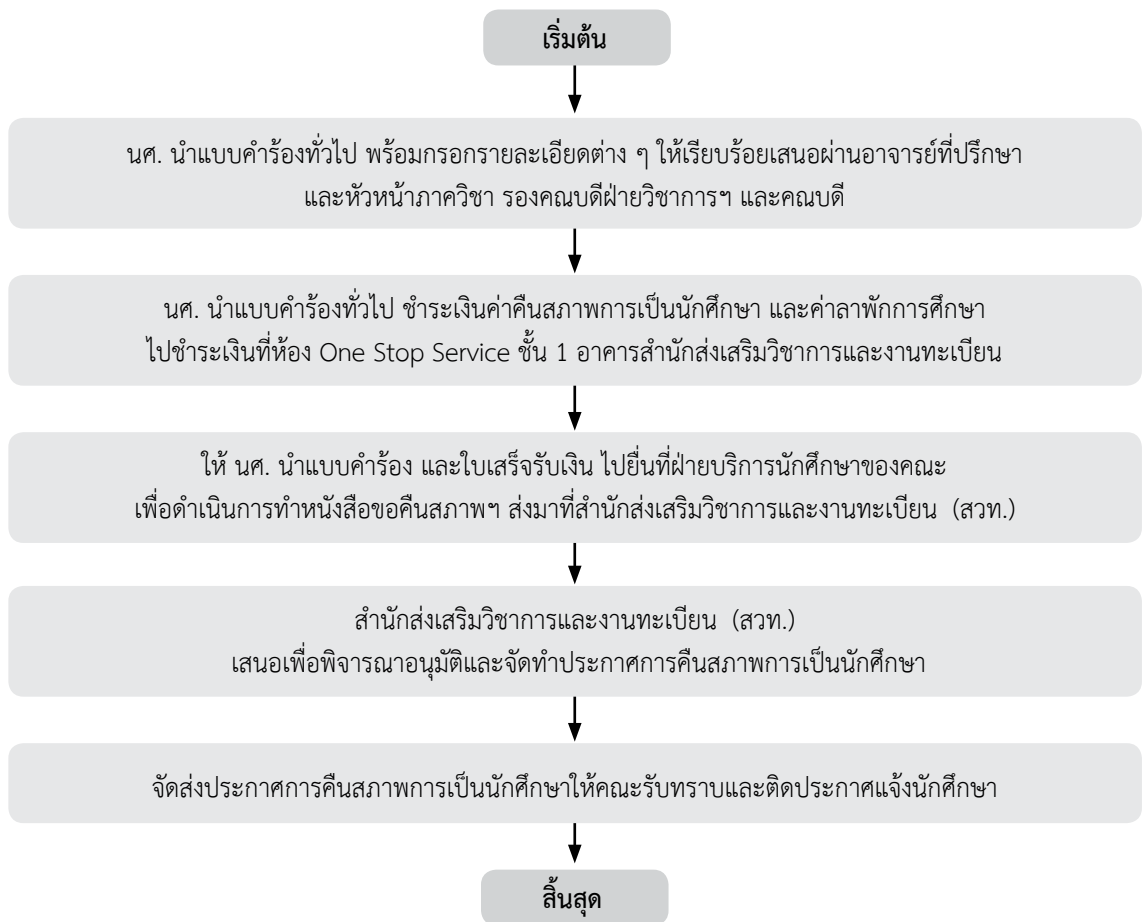 เริ่มต้น
นศ. นำแบบคำร้องทั่วไป พร้อมกรอกรายละเอียดต่าง ๆ ให้เรียบร้อยเสนอผ่านอาจารย์ที่ปรึกษา
และหัวหน้าภาควิชา รองคณบดีฝ่ายวิชาการฯ และคณบดี
นศ. นำแบบคำร้องทั่วไป ชำระเงินค่าคืนสภาพการเป็นนักศึกษา และค่าลาพักการศึกษา
ไปชำระเงินที่ห้อง One Stop Service ชั้น 1 อาคารสำนักส่งเสริมวิชาการและงานทะเบียน
ให้ นศ. นำแบบคำร้อง และใบเสร็จรับเงิน ไปยื่นที่ฝ่ายบริการนักศึกษาของคณะ
เพื่อดำเนินการทำหนังสือขอคืนสภาพฯ ส่งมาที่สำนักส่งเสริมวิชาการและงานทะเบียน (สวท.)
สำนักส่งเสริมวิชาการและงานทะเบียน (สวท.)
เสนอเพื่อพิจารณาอนุมัติและจัดทำประกาศการคืนสภาพการเป็นนักศึกษา
จัดส่งประกาศการคืนสภาพการเป็นนักศึกษาให้คณะรับทราบและติดประกาศแจ้งนักศึกษา
สิ้นสุด